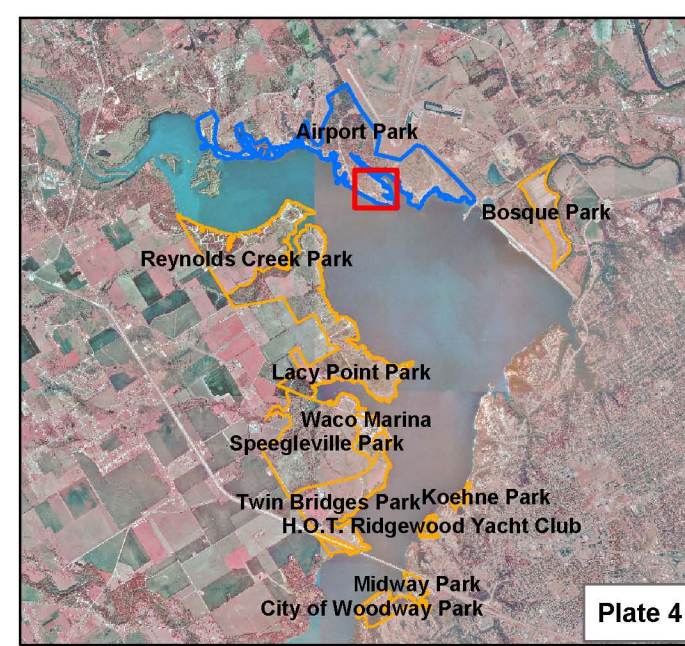 Airport Park
Bosque Park
Reynolds Creek Park
Lacy Point Park
Waco Marina
Speegleville Park
Twin Bridges Park
Koehne Park
H.O.T. Ridgewood Yacht Club
Midway Park
City of Woodway Park
Plate 4